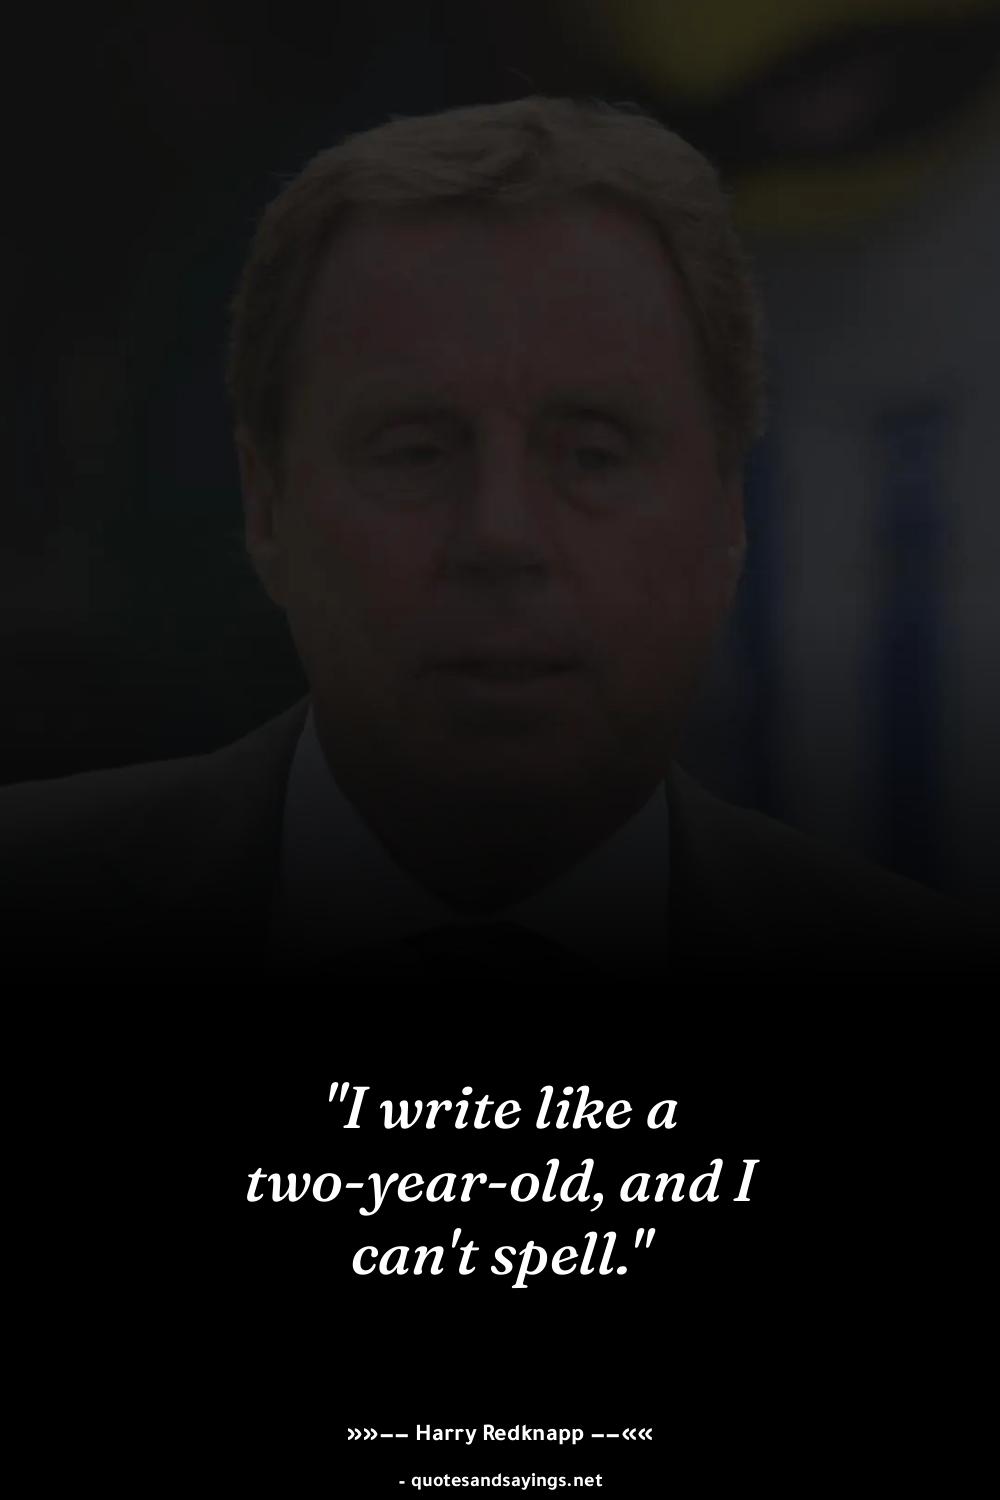 "I write like a
two-year-old, and I
can't spell."
»»−− Harry Redknapp −−««
- quotesandsayings.net